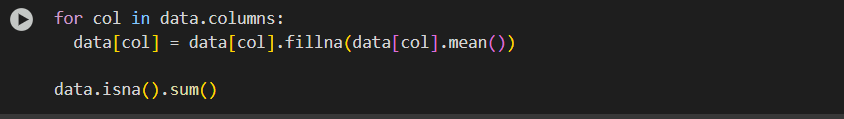 for col in data.columns:
  data[col] = data[col].fillna(data[col].mean())
data.isna().sum()